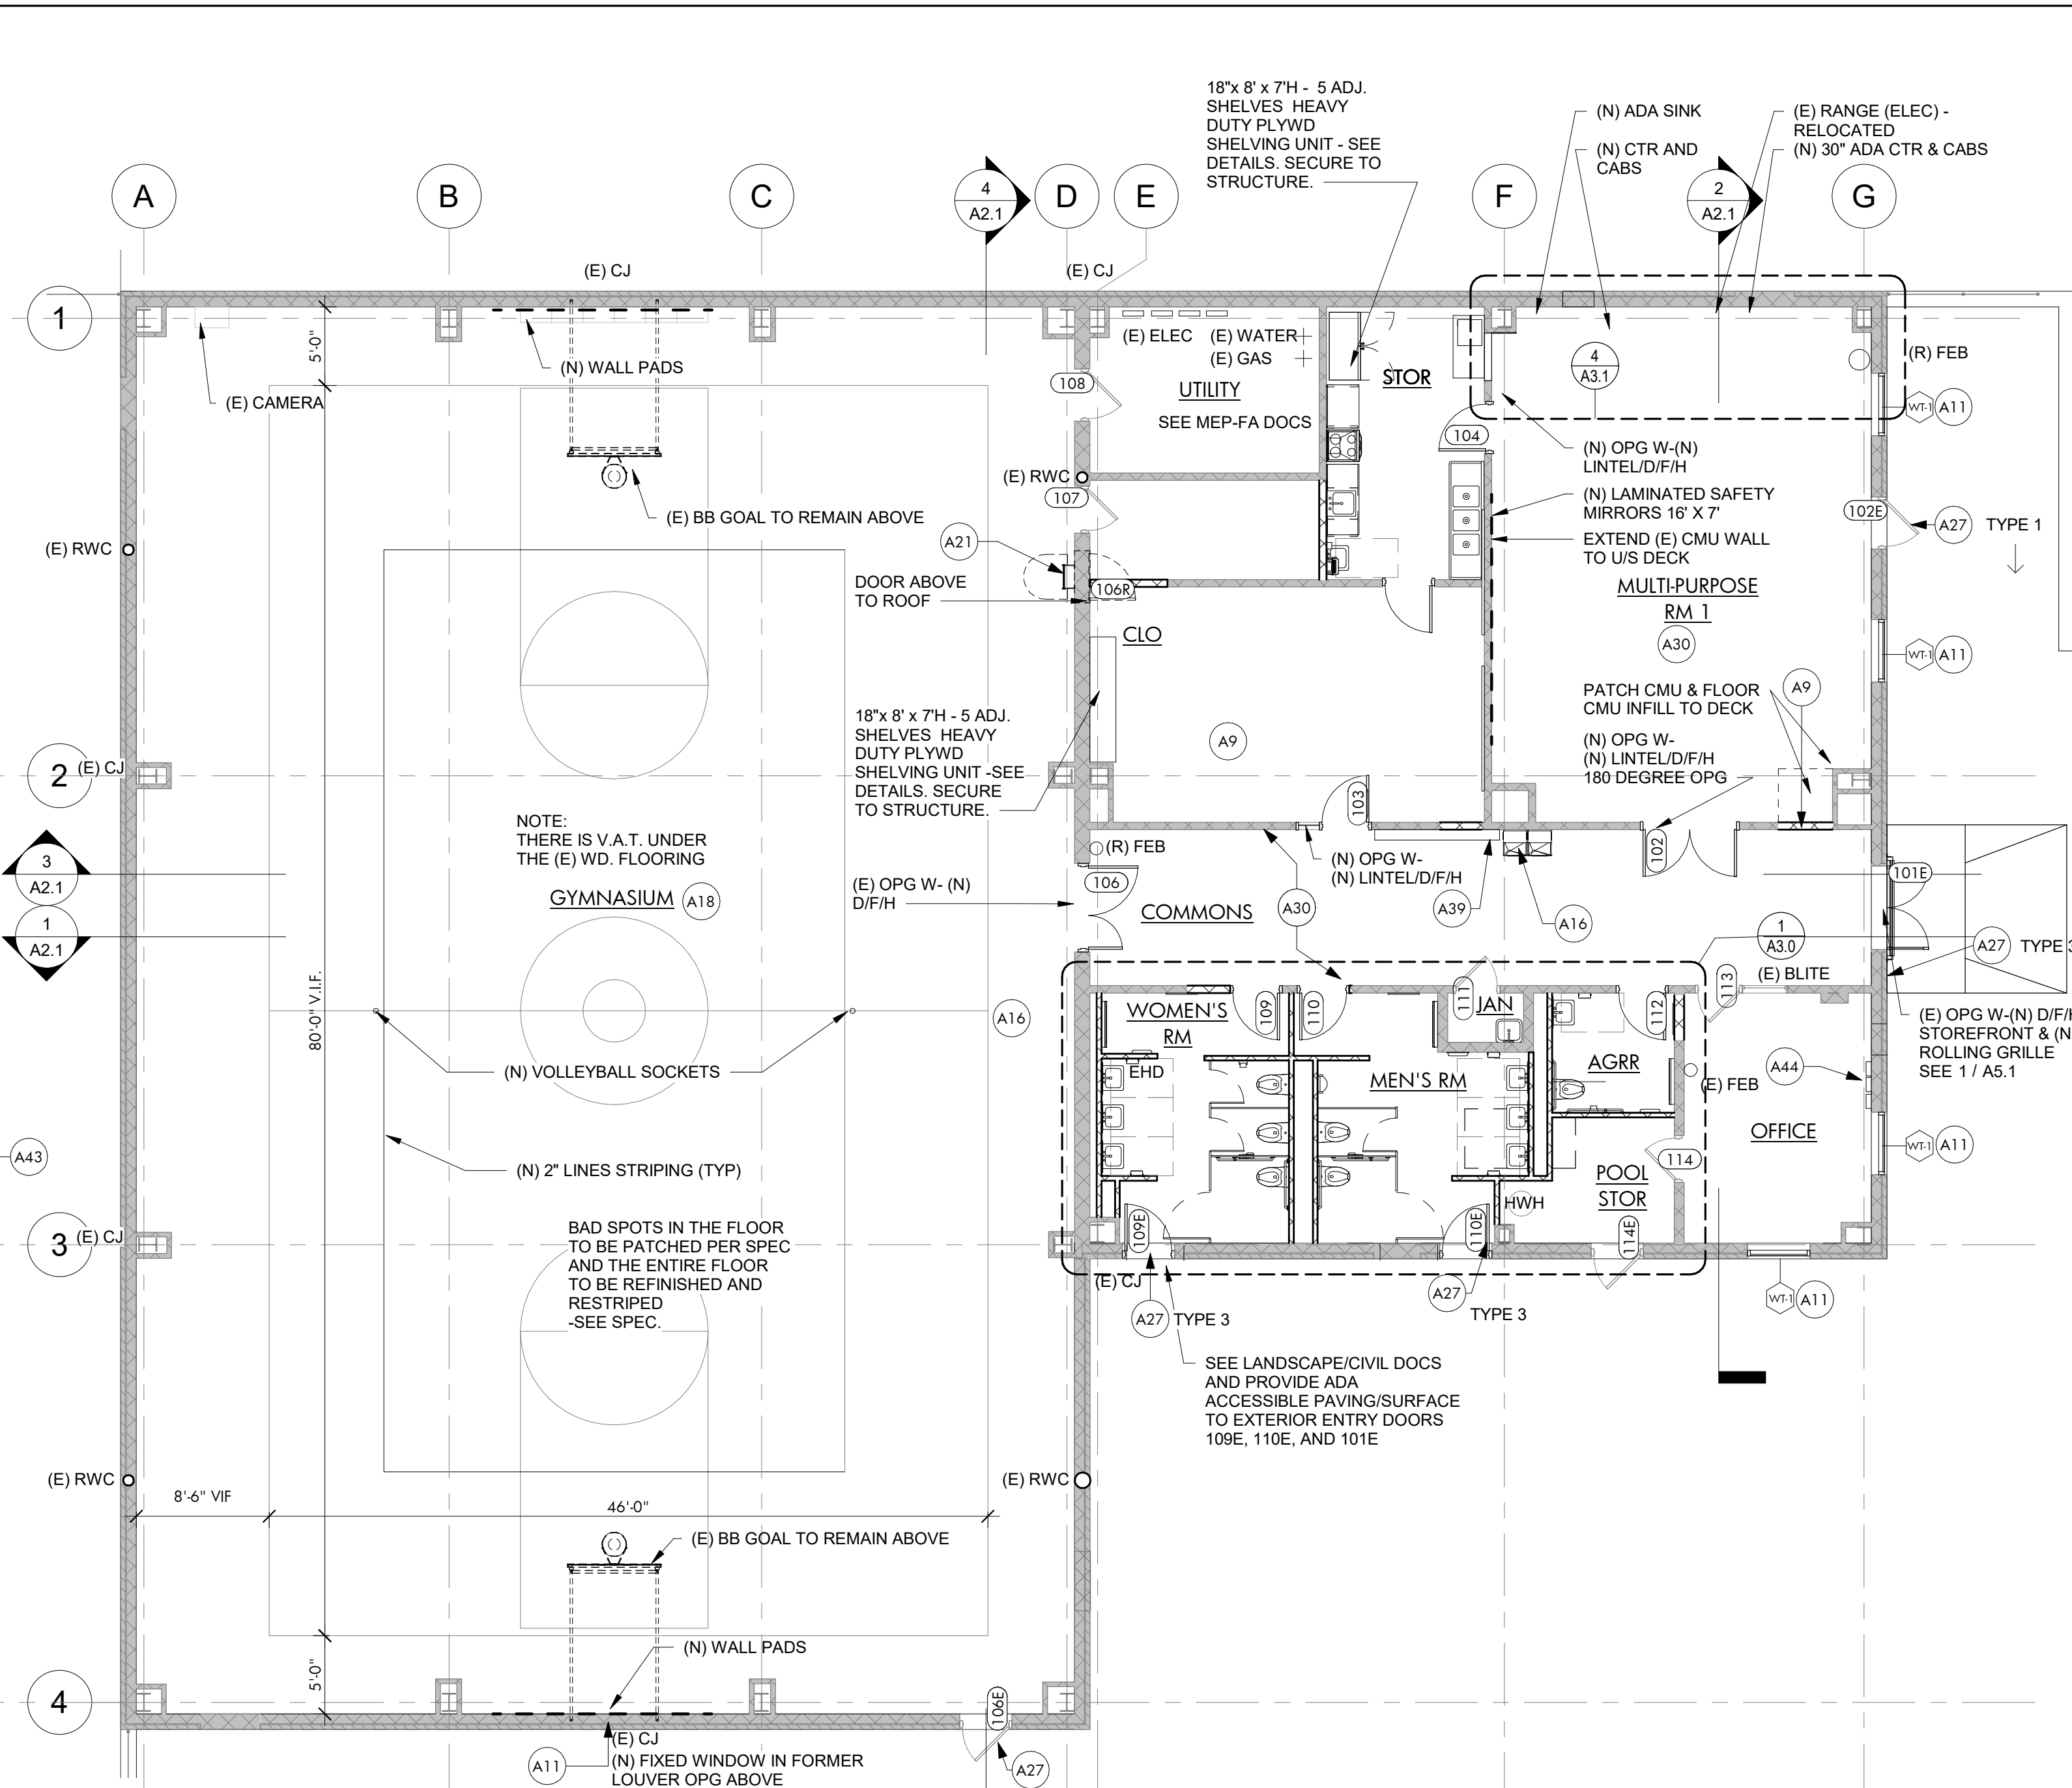 18"x 8' x 7'H - 5 ADJ.
SHELVES HEAVY
DUTY PLYWD
SHELVING UNIT - SEE
DETAILS. SECURE TO
STRUCTURE.
(N) ADA SINK
(N) CTR AND
CABS
(E) RANGE (ELEC) -
RELOCATED
(N) 30" ADA CTR & CABS
A
B
C
4
A2.1
D
E
F
2
A2.1
G
(E) CJ
(E) CJ
1
5'-0"
(N) WALL PADS
(E) CAMERA
(E) ELEC
(E) WATER
(E) GAS
UTILITY
SEE MEP-FA DOCS
STOR
108
4
A3.1
(R) FEB
WT-1
A11
104
(N) OPG W-(N)
LINTEL/D/F/H
(E) RWC
107
(E) BB GOAL TO REMAIN ABOVE
(N) LAMINATED SAFETY
MIRRORS 16' X 7'
102E
A27
TYPE 1
(E) RWC
A21
EXTEND (E) CMU WALL
TO U/S DECK
DOOR ABOVE
TO ROOF
106R
MULTI-PURPOSE
RM 1
A30
CLO
WT-1
A11
18"x 8' x 7'H - 5 ADJ.
SHELVES HEAVY
DUTY PLYWD
SHELVING UNIT -SEE
DETAILS. SECURE
TO STRUCTURE.
A9
PATCH CMU & FLOOR
CMU INFILL TO DECK
A9
(N) OPG W-
(N) LINTEL/D/F/H
180 DEGREE OPG
2
(E) CJ
103
NOTE:
THERE IS V.A.T. UNDER
THE (E) WD. FLOORING
GYMNASIUM
A18
3
A2.1
1
A2.1
(R) FEB
(N) OPG W-
(N) LINTEL/D/F/H
102
101E
(E) OPG W- (N)
D/F/H
106
COMMONS
A30
A39
A16
1
A3.0
A27
TYPE 3
(E) BLITE
80'-0" V.I.F.
A16
WOMEN'S
RM
109
110
111
JAN
112
113
(E) OPG W-(N) D/F/H
STOREFRONT & (N
ROLLING GRILLE
SEE 1 / A5.1
(N) VOLLEYBALL SOCKETS
EHD
MEN'S RM
AGRR
(E) FEB
A44
A43
OFFICE
WT-1
A11
(N) 2" LINES STRIPING (TYP)
POOL
STOR
114
HWH
3
(E) CJ
BAD SPOTS IN THE FLOOR
TO BE PATCHED PER SPEC
AND THE ENTIRE FLOOR
TO BE REFINISHED AND
RESTRIPED
-SEE SPEC.
109E
110E
114E
(E) CJ
A27
TYPE 3
A27
TYPE 3
WT-1
A11
SEE LANDSCAPE/CIVIL DOCS
AND PROVIDE ADA
ACCESSIBLE PAVING/SURFACE
TO EXTERIOR ENTRY DOORS
109E, 110E, AND 101E
(E) RWC
(E) RWC
8'-6" VIF
46'-0"
(E) BB GOAL TO REMAIN ABOVE
(N) WALL PADS
5'-0"
4
106E
(E) CJ
A11
(N) FIXED WINDOW IN FORMER
LOUVER OPG ABOVE
A27